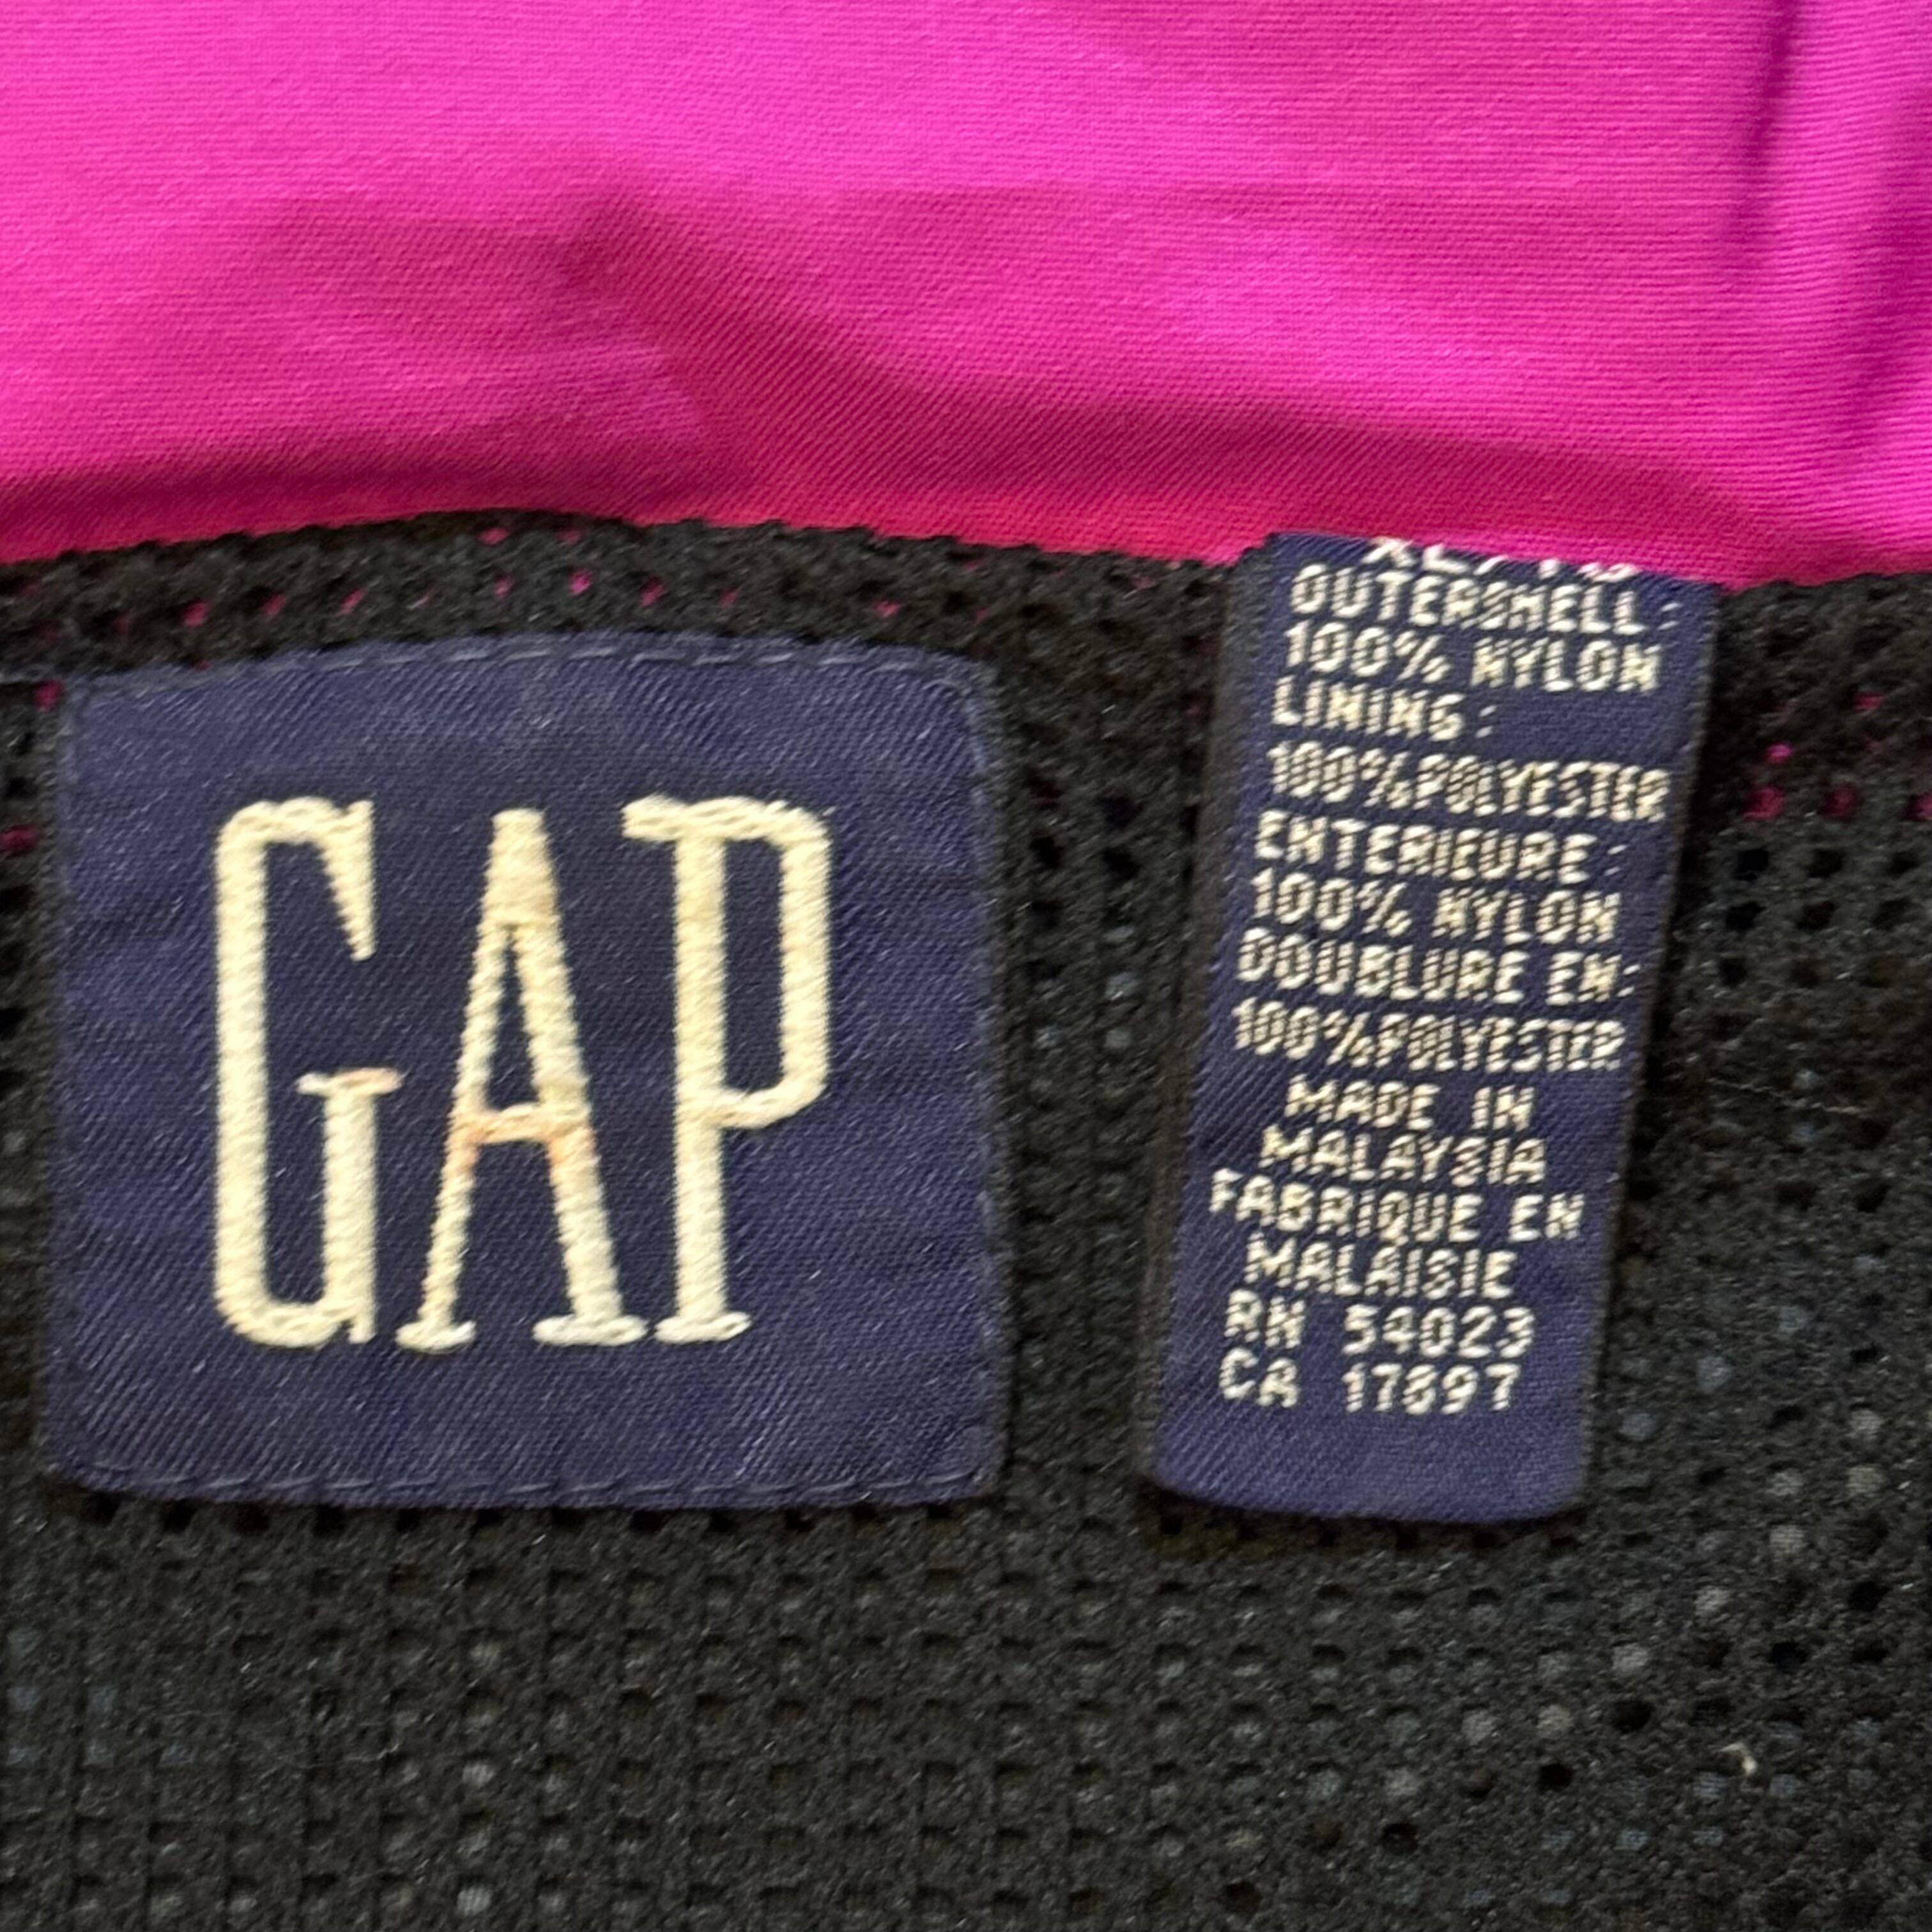 GAP
OUTERSHELL:
100% NYLON
LINING:
100%POLYESTER
ENTERIEURE:
100% NYLON
DOUBLURE EN:
100%POLYESTER
MADE IN
MALAYSIA
FABRIQUE EN
MALAISIE
RN 54023
CA 17897